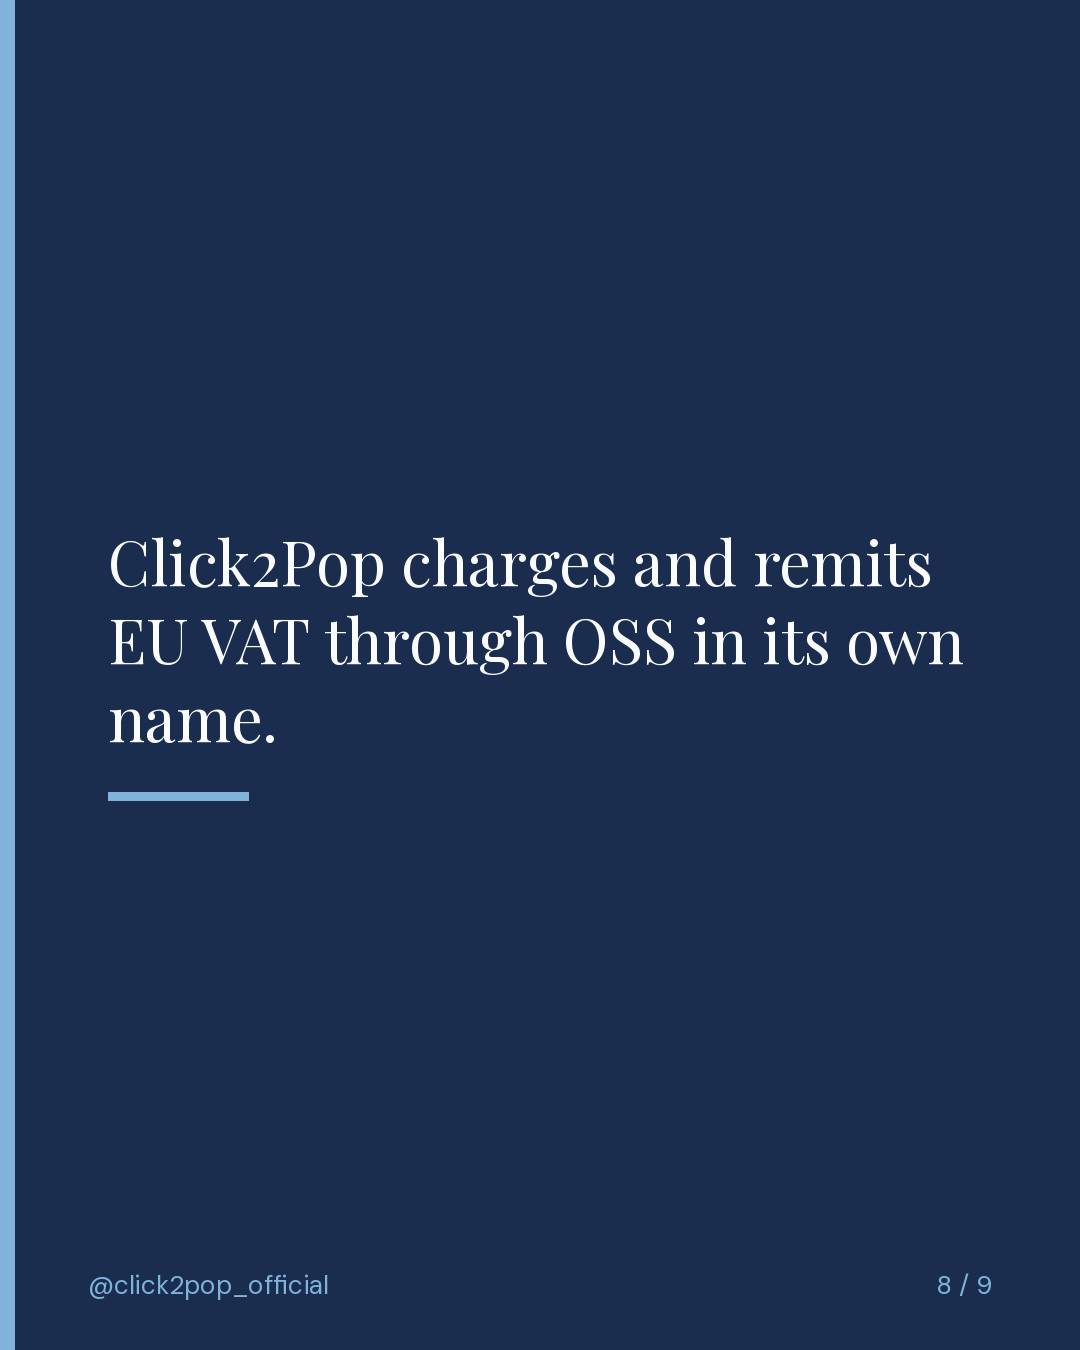 Click2Pop charges and remits
EU VAT through OSS in its own
name.
@click2pop_official
8 / 9